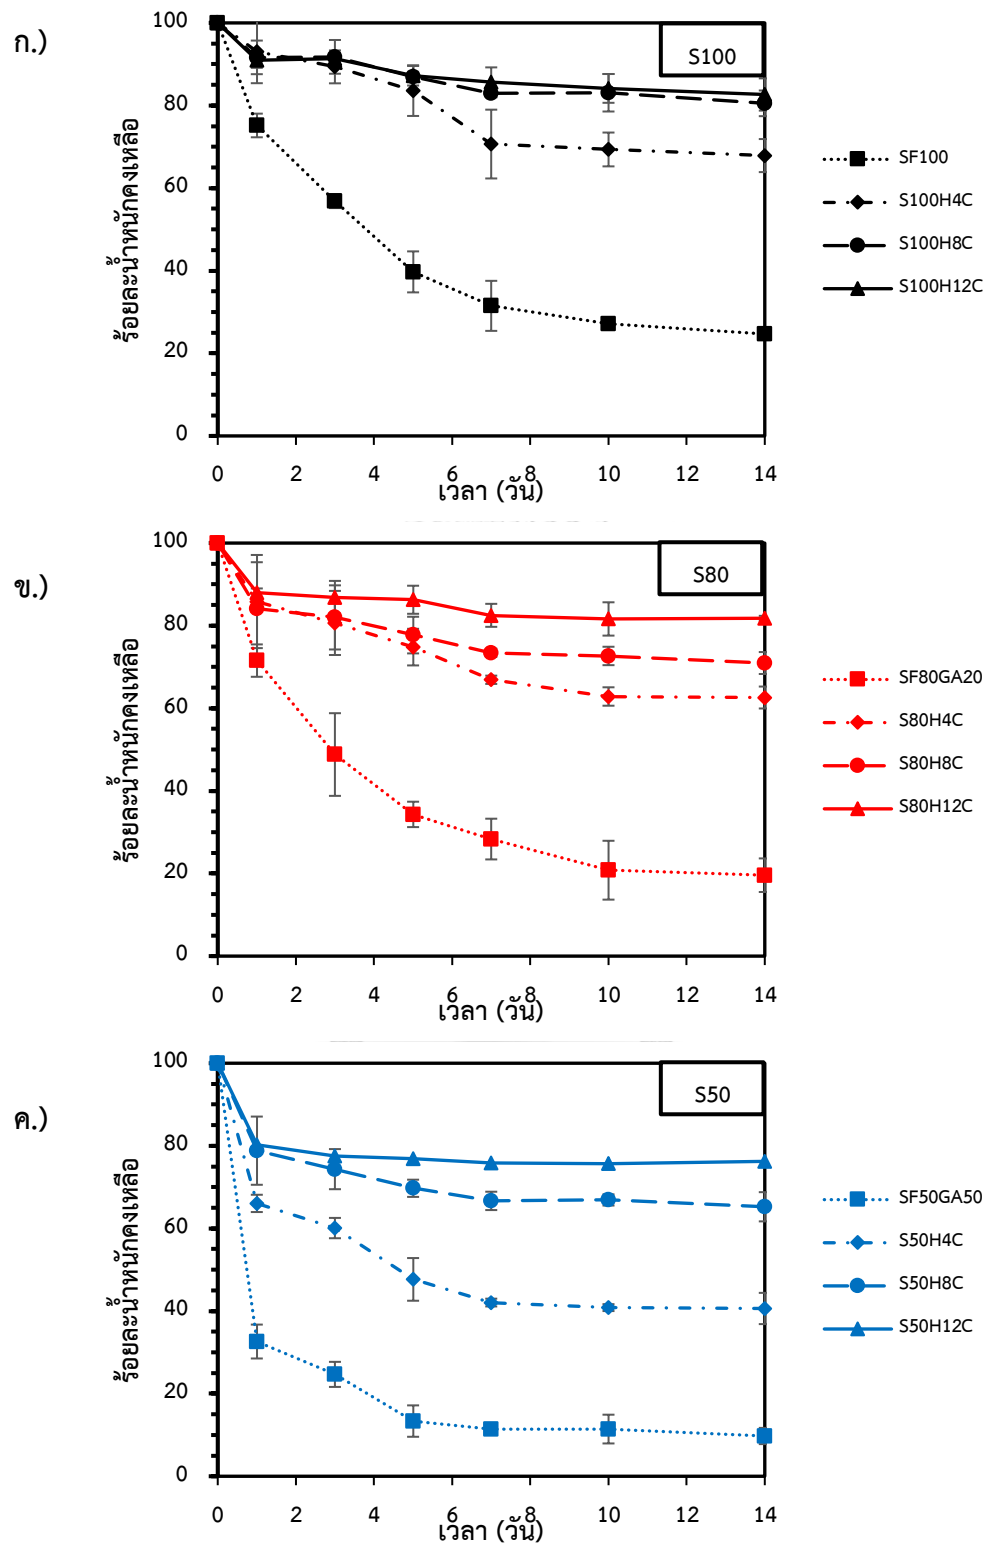 ก.)
S100
ร้อยละน้ำหนักคงเหลือ
100
80
60
40
20
0
0 2 4 6 8 10 12 14
เวลา (วัน)
SF100
S100H4C
S100H8C
S100H12C
ข.)
S80
ร้อยละน้ำหนักคงเหลือ
100
80
60
40
20
0
0 2 4 6 8 10 12 14
เวลา (วัน)
SF80GA20
S80H4C
S80H8C
S80H12C
ค.)
S50
ร้อยละน้ำหนักคงเหลือ
100
80
60
40
20
0
0 2 4 6 8 10 12 14
เวลา (วัน)
SF50GA50
S50H4C
S50H8C
S50H12C